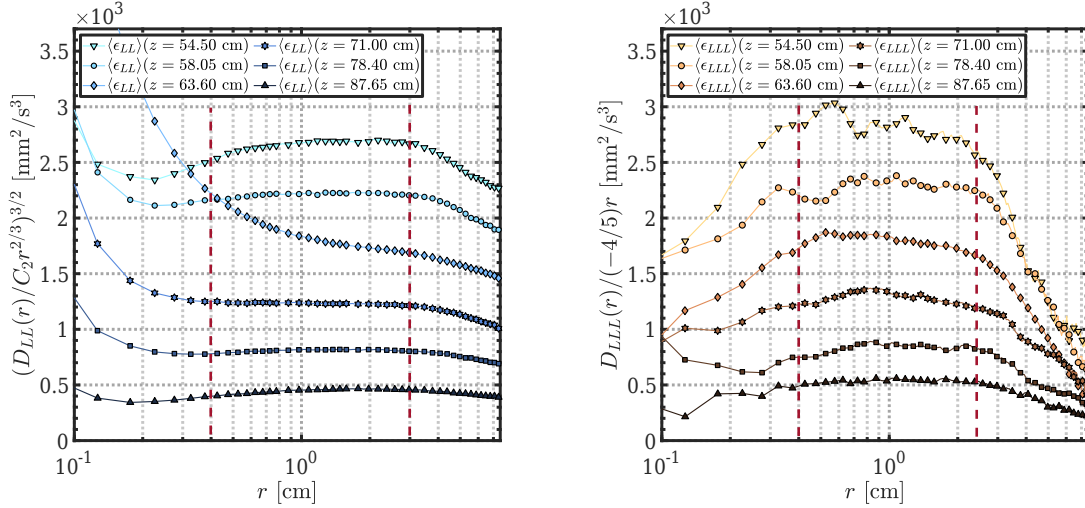 ×10³
⟨ϵ_LL⟩(z = 54.50 cm)
⟨ϵ_LL⟩(z = 58.05 cm)
⟨ϵ_LL⟩(z = 63.60 cm)
⟨ϵ_LL⟩(z = 71.00 cm)
⟨ϵ_LL⟩(z = 78.40 cm)
⟨ϵ_LL⟩(z = 87.65 cm)
(D_LL(r)/C₂r^{2/3})^{3/2} [mm²/s³]
3.5
3
2.5
2
1.5
1
0.5
0
10⁻¹
10⁰
r [cm]
×10³
⟨ϵ_LLL⟩(z = 54.50 cm)
⟨ϵ_LLL⟩(z = 58.05 cm)
⟨ϵ_LLL⟩(z = 63.60 cm)
⟨ϵ_LLL⟩(z = 71.00 cm)
⟨ϵ_LLL⟩(z = 78.40 cm)
⟨ϵ_LLL⟩(z = 87.65 cm)
D_LLL(r)/(−4/5)r [mm²/s³]
3.5
3
2.5
2
1.5
1
0.5
0
10⁻¹
10⁰
r [cm]